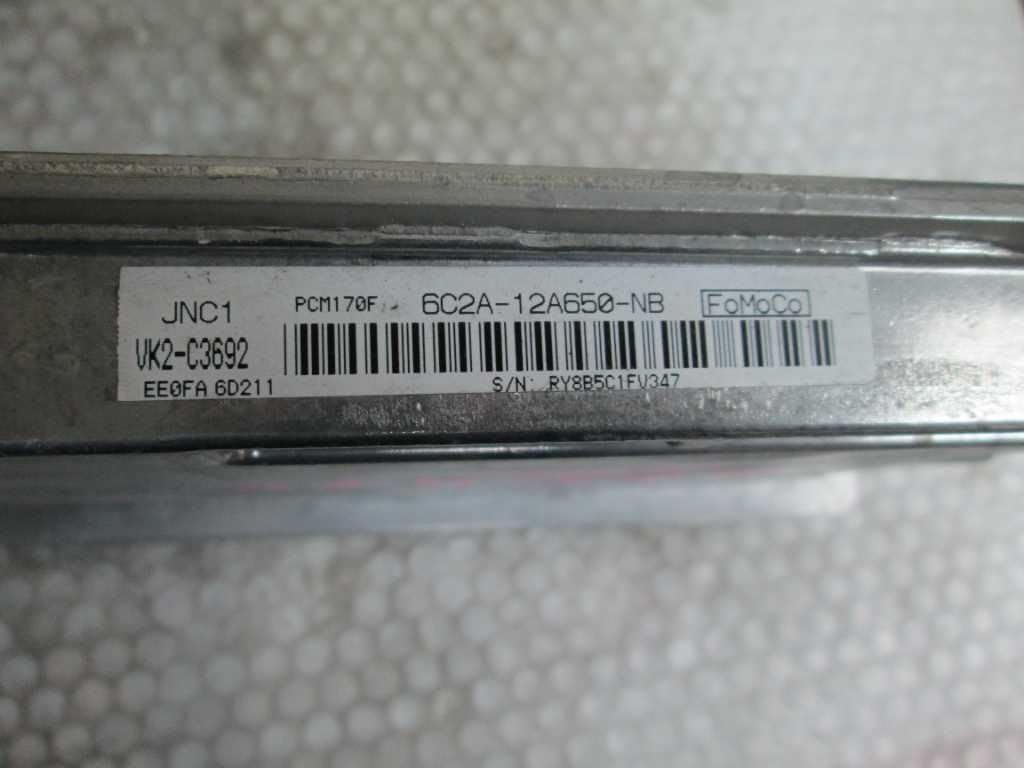 JNC1 PCM170F 6C2A-12A650-NB FoMoCo
VK2-C3692
EE0FA 6D211 S/N: RY8B5C1FV347